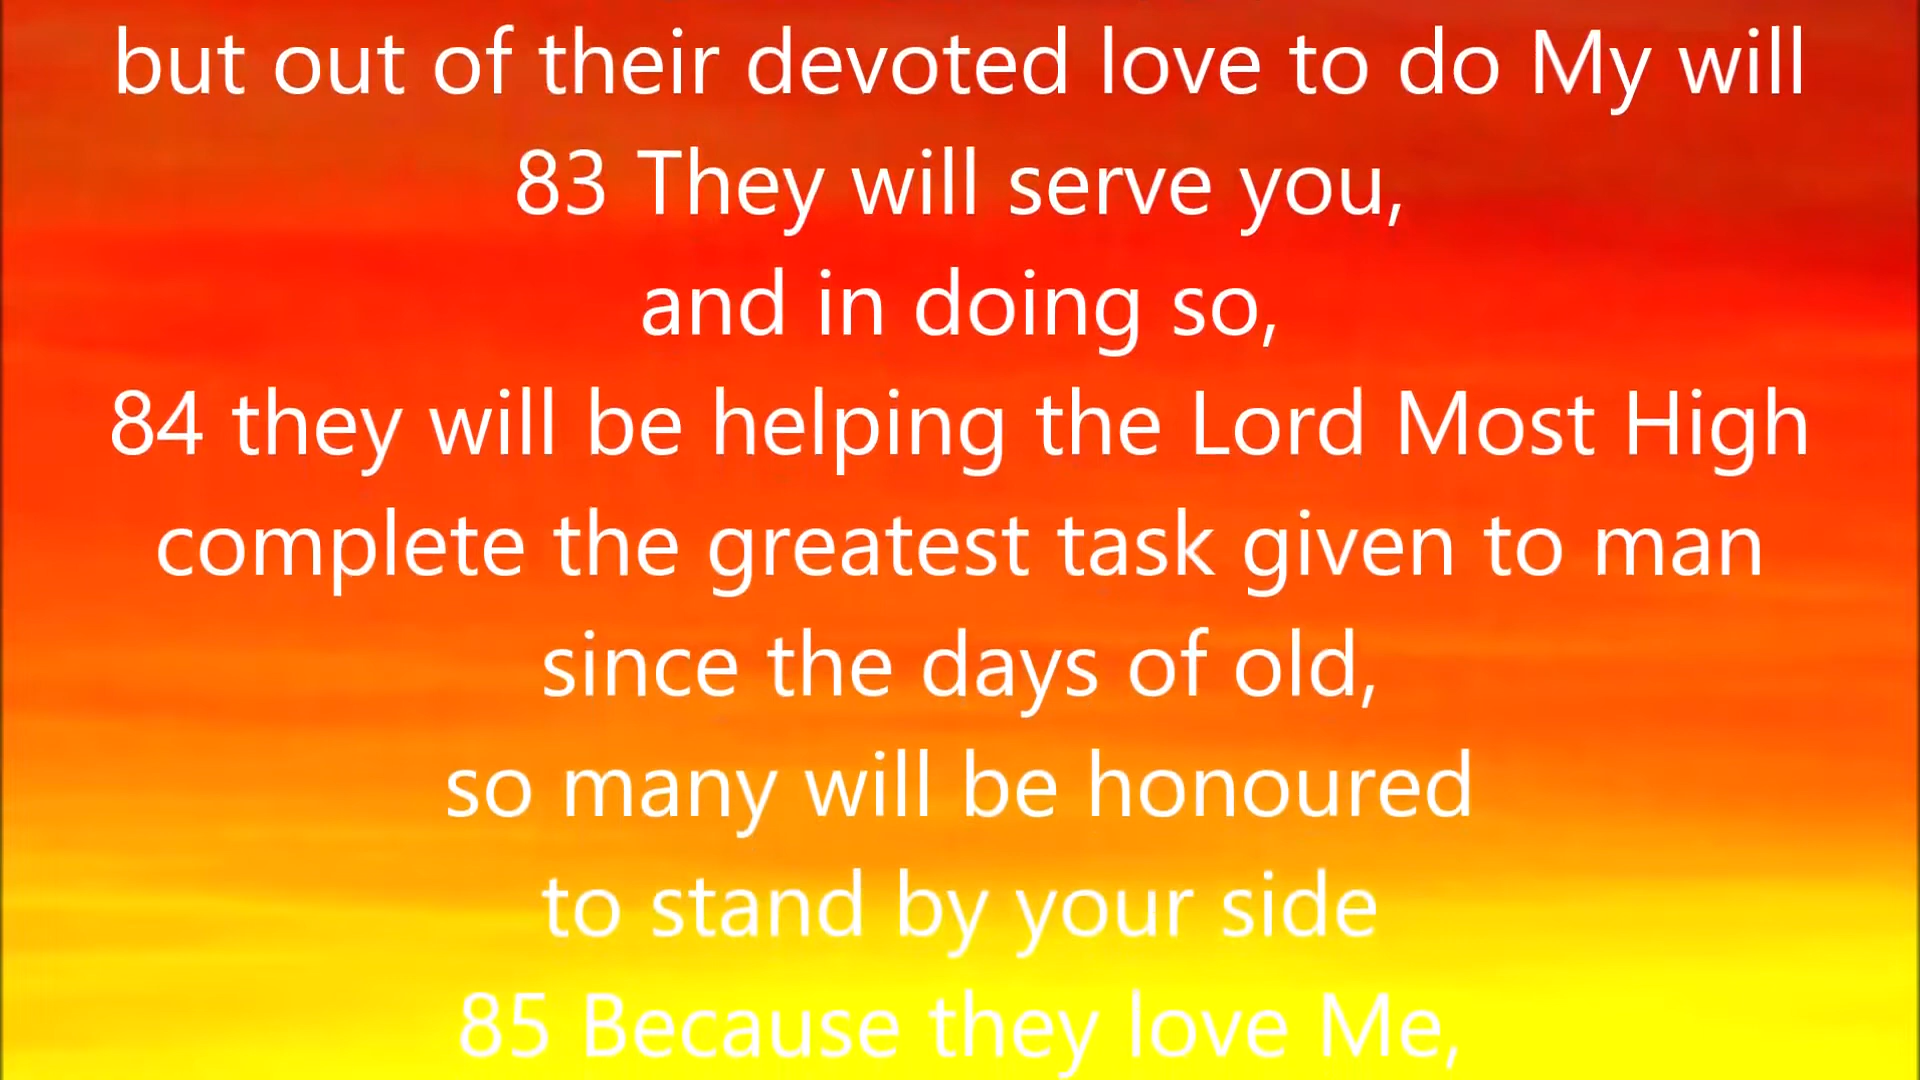 but out of their devoted love to do My will
83 They will serve you,
and in doing so,
84 they will be helping the Lord Most High
complete the greatest task given to man
since the days of old,
so many will be honoured
to stand by your side
85 Because they love Me,